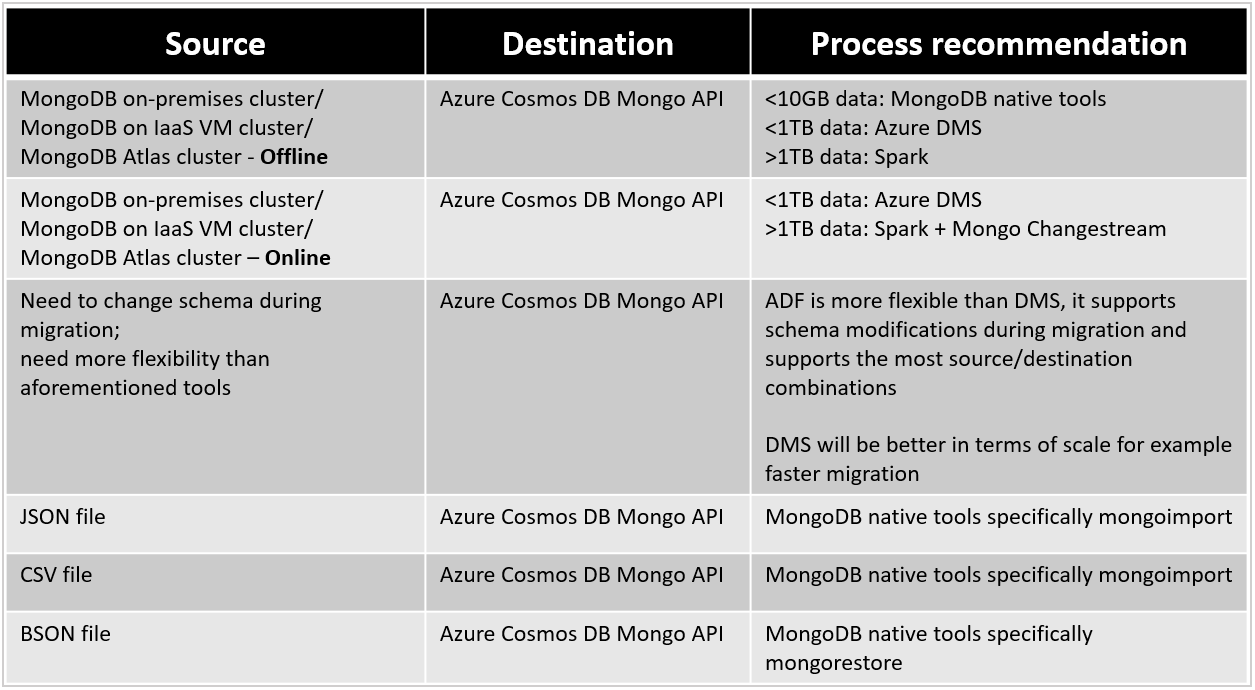 Source
Destination
Process recommendation
MongoDB on-premises cluster/
MongoDB on IaaS VM cluster/
MongoDB Atlas cluster - Offline
Azure Cosmos DB Mongo API
<10GB data: MongoDB native tools
<1TB data: Azure DMS
>1TB data: Spark
MongoDB on-premises cluster/
MongoDB on IaaS VM cluster/
MongoDB Atlas cluster – Online
Azure Cosmos DB Mongo API
<1TB data: Azure DMS
>1TB data: Spark + Mongo Changestream
Need to change schema during
migration;
need more flexibility than
aforementioned tools
Azure Cosmos DB Mongo API
ADF is more flexible than DMS, it supports
schema modifications during migration and
supports the most source/destination
combinations
DMS will be better in terms of scale for example
faster migration
JSON file
Azure Cosmos DB Mongo API
MongoDB native tools specifically mongoimport
CSV file
Azure Cosmos DB Mongo API
MongoDB native tools specifically mongoimport
BSON file
Azure Cosmos DB Mongo API
MongoDB native tools specifically
mongorestore